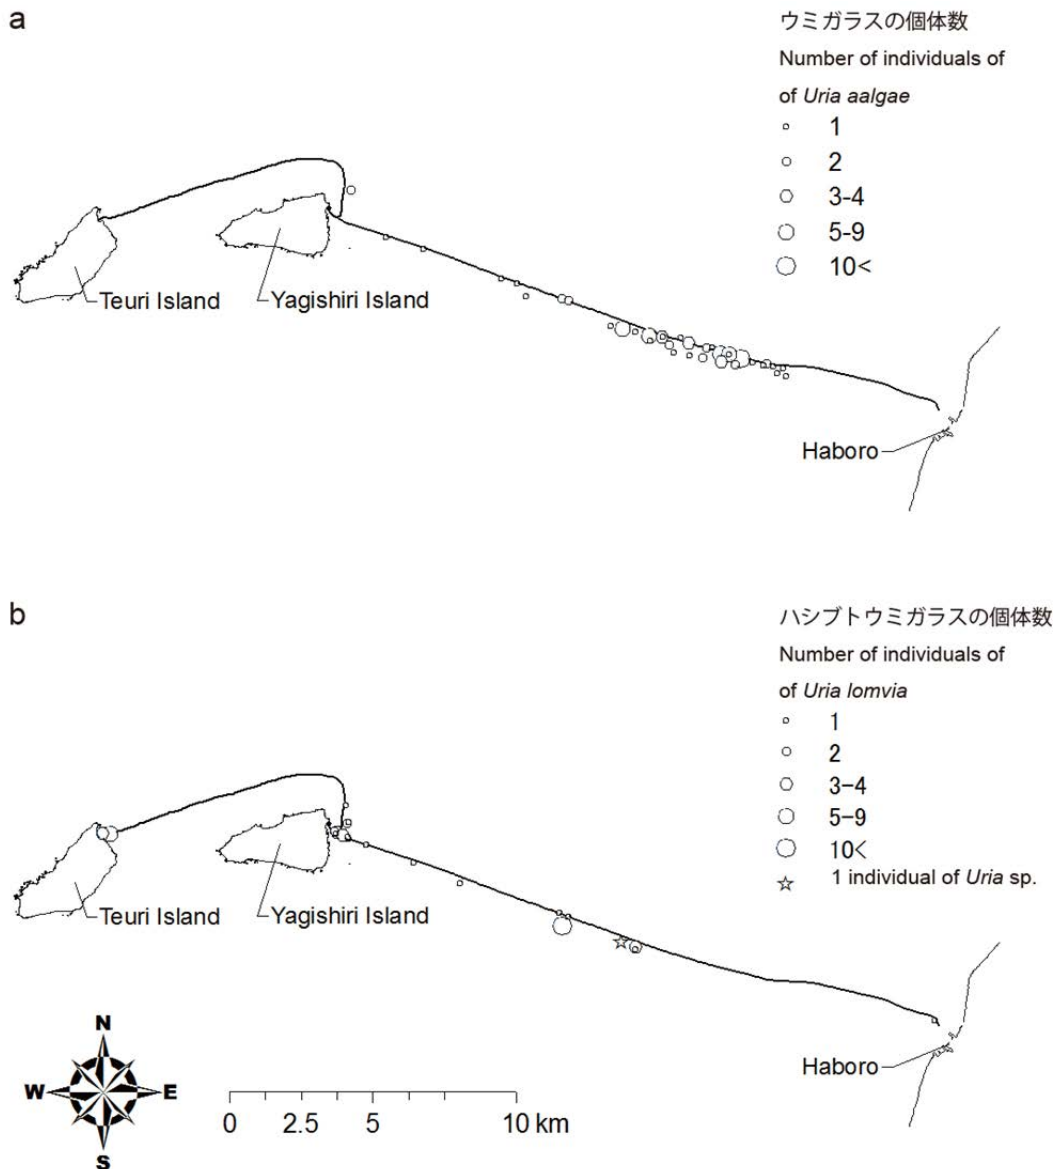 a
ウミガラスの個体数
Number of individuals of
of Uria aalgae
1
2
3-4
5-9
10<
Teuri Island
Yagishiri Island
Haboro
b
ハシブトウミガラスの個体数
Number of individuals of
of Uria lomvia
1
2
3-4
5-9
10<
1 individual of Uria sp.
Teuri Island
Yagishiri Island
Haboro
N
W E
S
0 2.5 5 10 km